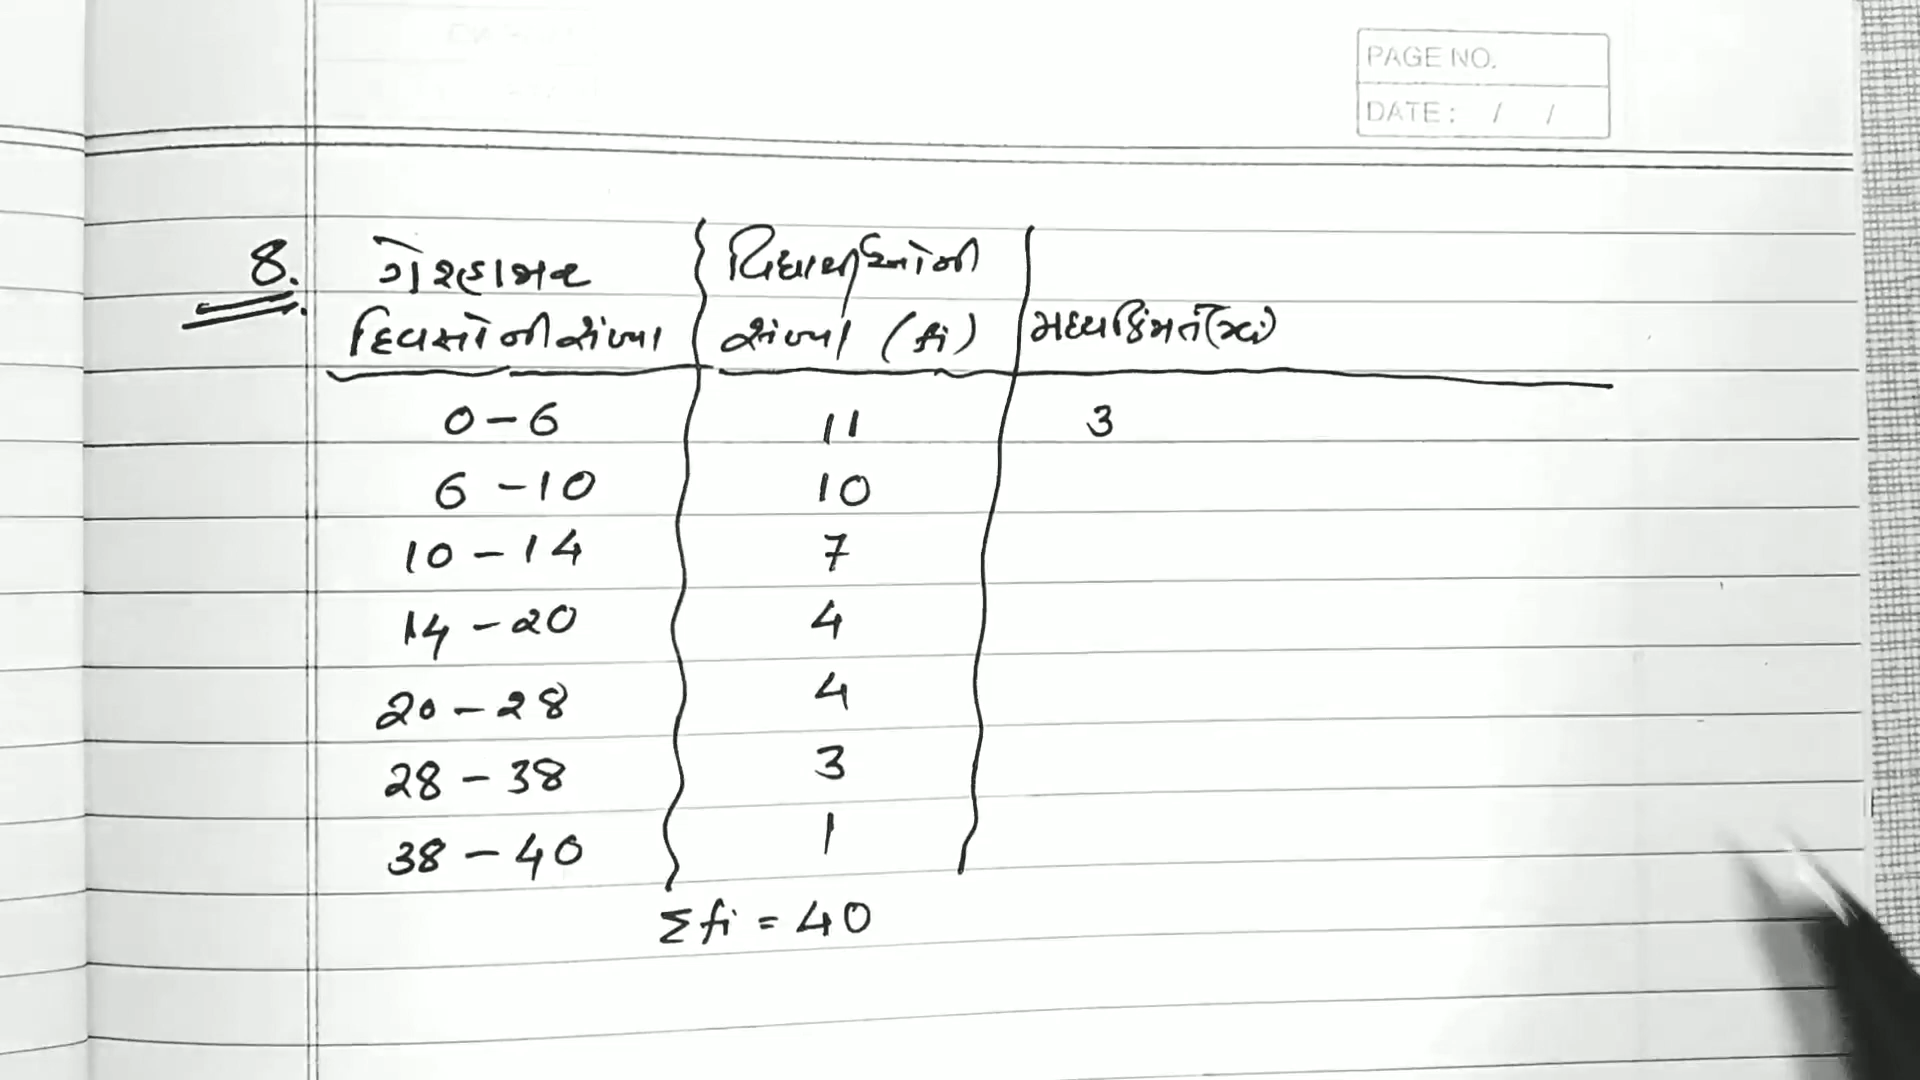 PAGE NO.
DATE: / /
8. ગેરહાજર વિદ્યાર્થીઓની
દિવસોની સંખ્યા સંખ્યા (fi) મધ્યકિંમત (xi)
0 - 6 11 3
6 - 10 10
10 - 14 7
14 - 20 4
20 - 28 4
28 - 38 3
38 - 40 1
Σfi = 40